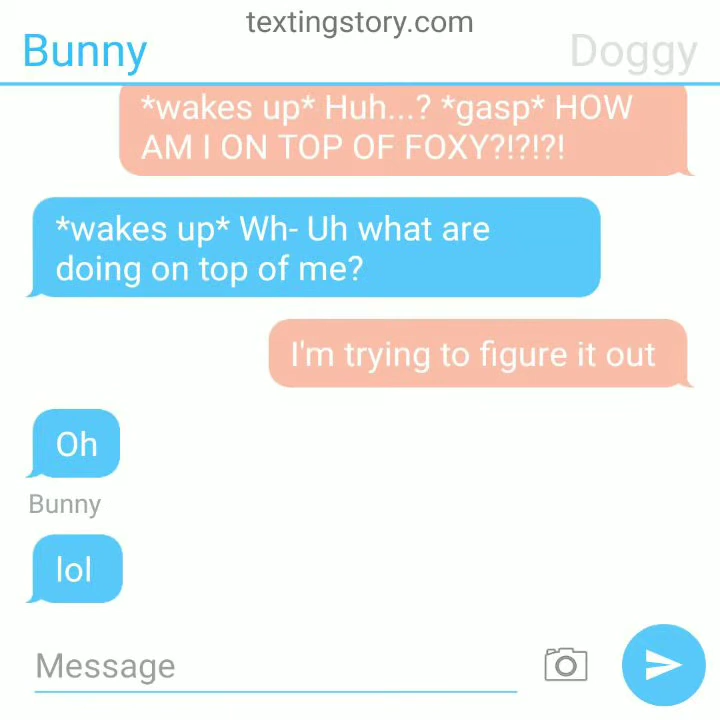 textingstory.com
Bunny
Doggy
*wakes up* Huh...? *gasp* HOW
AM I ON TOP OF FOXY?!?!?!
*wakes up* Wh- Uh what are
doing on top of me?
I'm trying to figure it out
Oh
Bunny
lol
Message